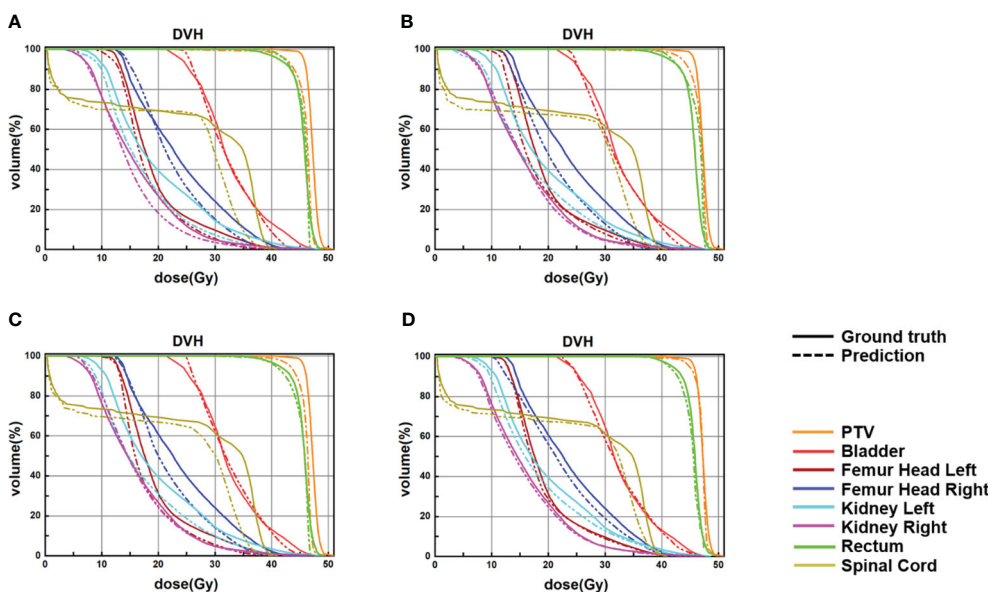 A
DVH
volume(%)
100
80
60
40
20
0
0
10
20
30
40
50
dose(Gy)
B
DVH
volume(%)
100
80
60
40
20
0
0
10
20
30
40
50
dose(Gy)
C
DVH
volume(%)
100
80
60
40
20
0
0
10
20
30
40
50
dose(Gy)
D
DVH
volume(%)
100
80
60
40
20
0
0
10
20
30
40
50
dose(Gy)
Ground truth
Prediction
PTV
Bladder
Femur Head Left
Femur Head Right
Kidney Left
Kidney Right
Rectum
Spinal Cord